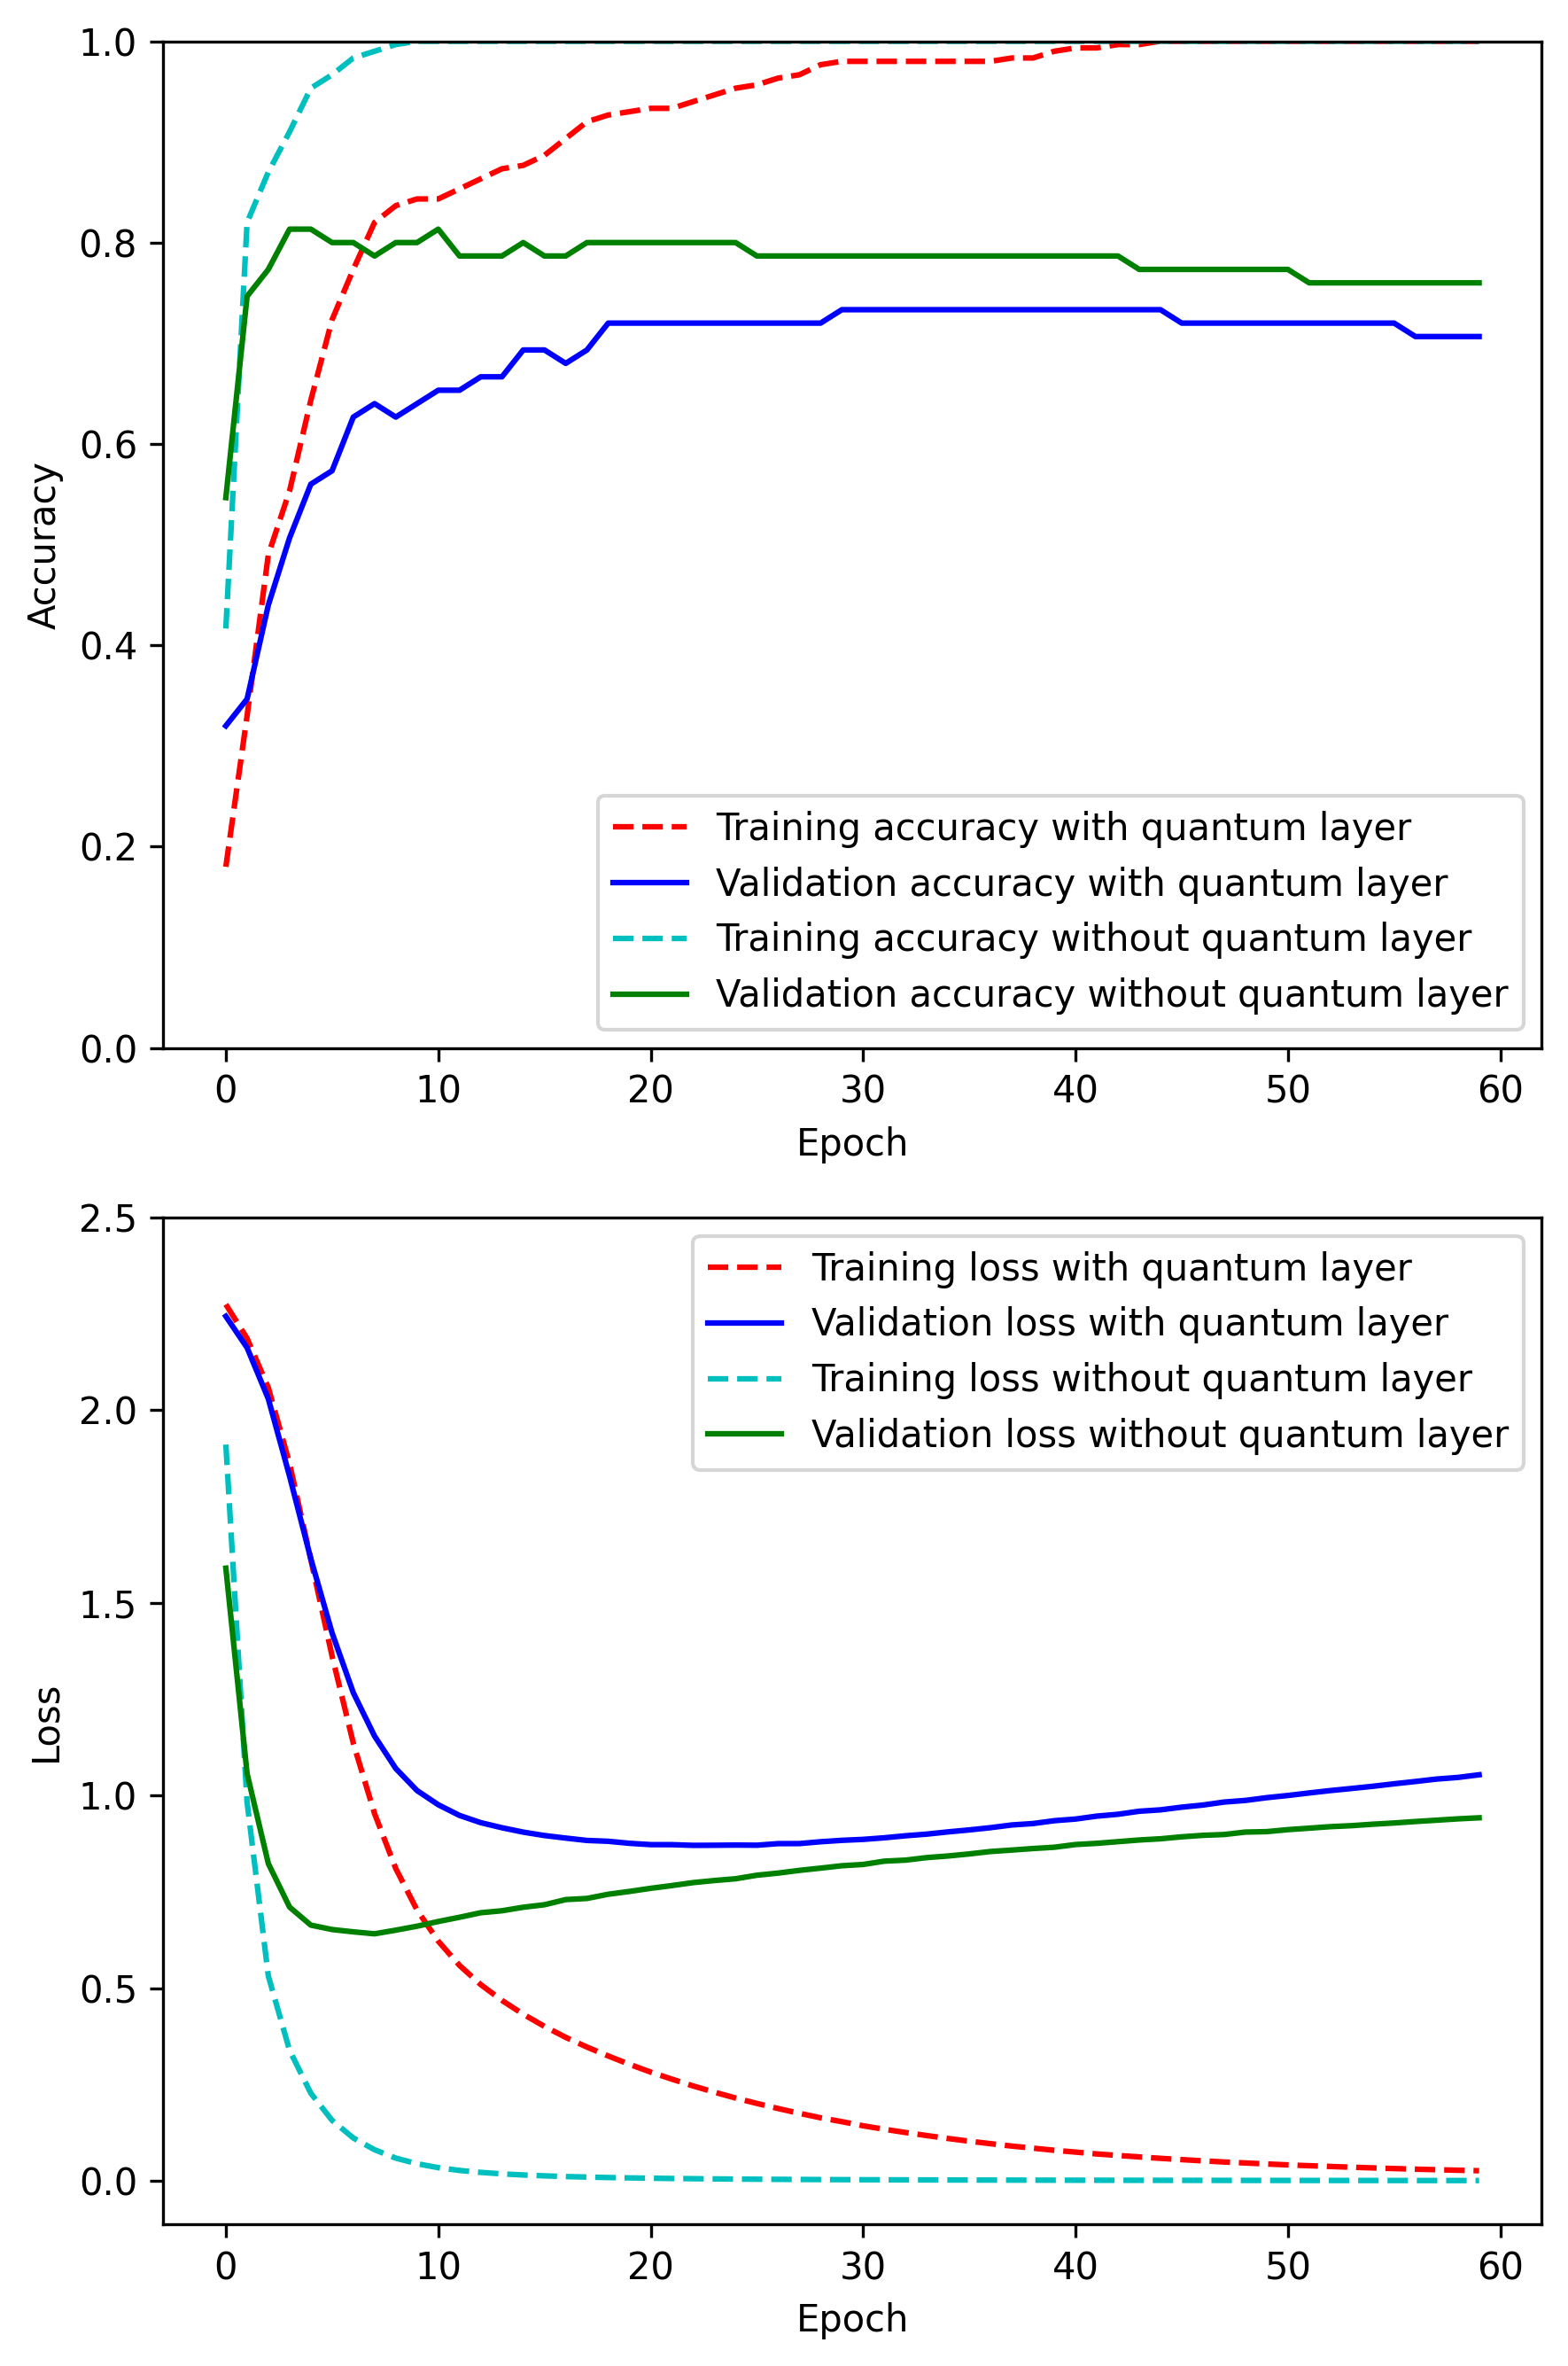 1.0
0.8
0.6
0.4
0.2
0.0
Accuracy
Training accuracy with quantum layer
Validation accuracy with quantum layer
Training accuracy without quantum layer
Validation accuracy without quantum layer
0 10 20 30 40 50 60
Epoch
2.5
2.0
1.5
1.0
0.5
0.0
Loss
Training loss with quantum layer
Validation loss with quantum layer
Training loss without quantum layer
Validation loss without quantum layer
0 10 20 30 40 50 60
Epoch